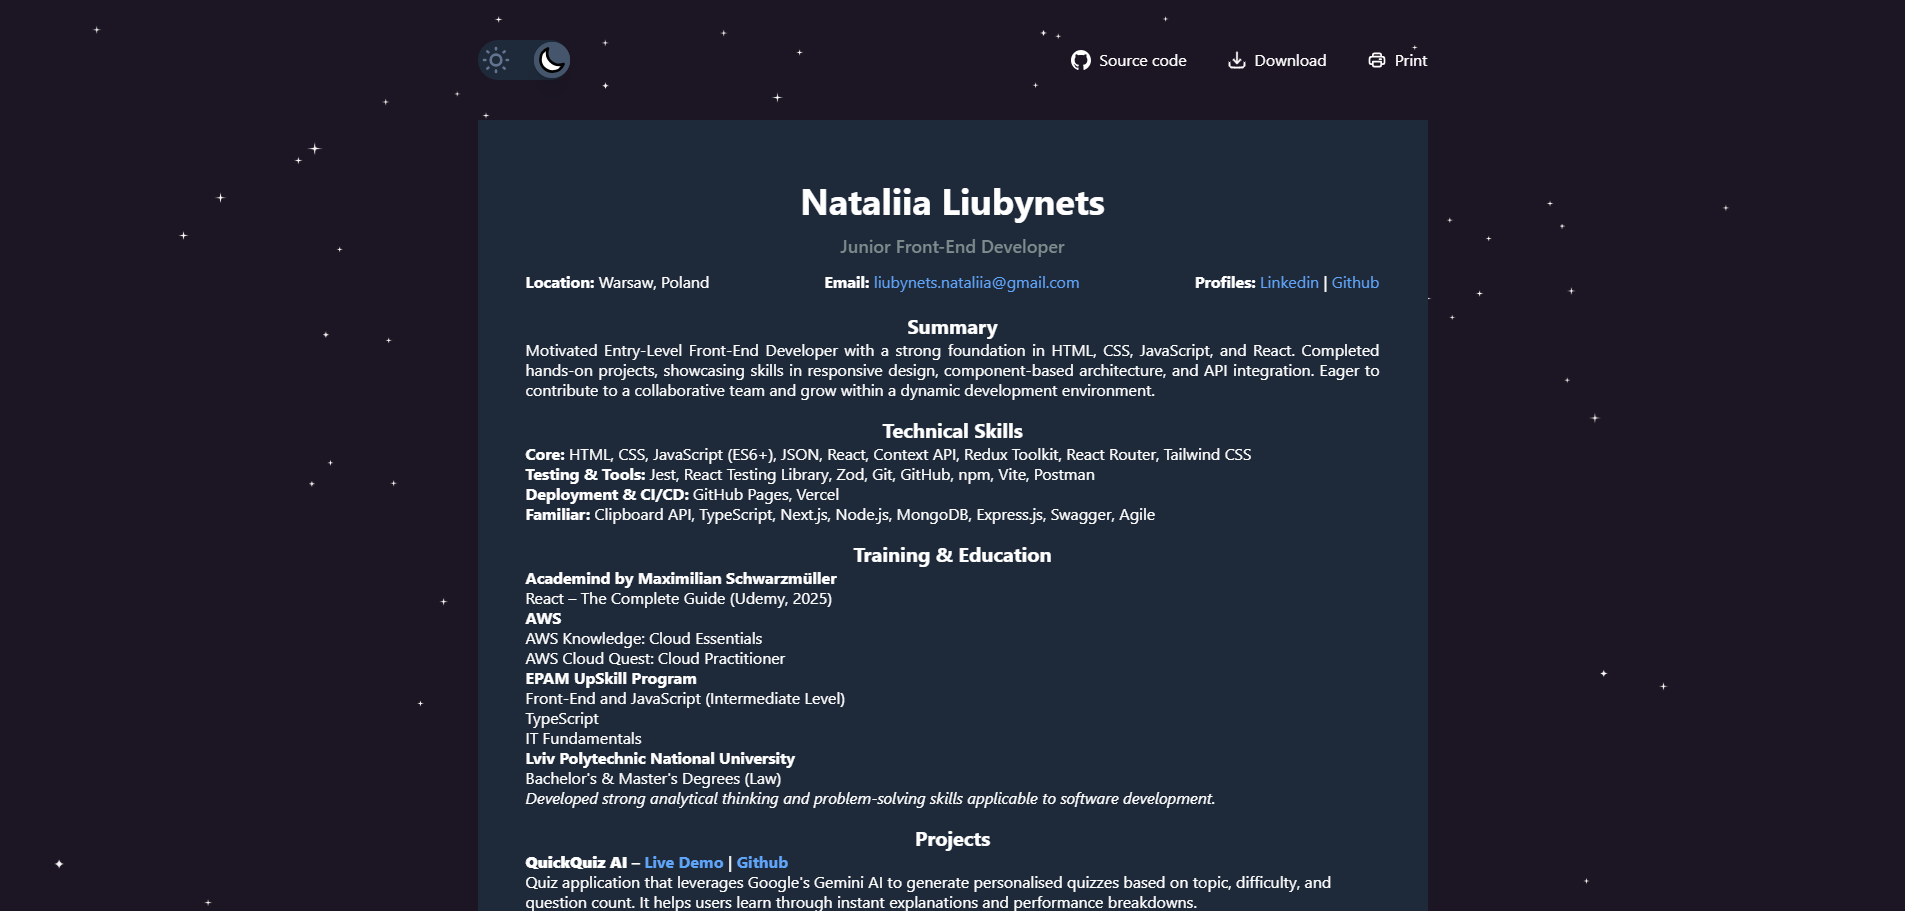 Source code Download Print
Nataliia Liubynets
Junior Front-End Developer
Location: Warsaw, Poland Email: liubynets.nataliia@gmail.com Profiles: Linkedin | Github
Summary
Motivated Entry-Level Front-End Developer with a strong foundation in HTML, CSS, JavaScript, and React. Completed
hands-on projects, showcasing skills in responsive design, component-based architecture, and API integration. Eager to
contribute to a collaborative team and grow within a dynamic development environment.
Technical Skills
Core: HTML, CSS, JavaScript (ES6+), JSON, React, Context API, Redux Toolkit, React Router, Tailwind CSS
Testing & Tools: Jest, React Testing Library, Zod, Git, GitHub, npm, Vite, Postman
Deployment & CI/CD: GitHub Pages, Vercel
Familiar: Clipboard API, TypeScript, Next.js, Node.js, MongoDB, Express.js, Swagger, Agile
Training & Education
Academind by Maximilian Schwarzmüller
React – The Complete Guide (Udemy, 2025)
AWS
AWS Knowledge: Cloud Essentials
AWS Cloud Quest: Cloud Practitioner
EPAM UpSkill Program
Front-End and JavaScript (Intermediate Level)
TypeScript
IT Fundamentals
Lviv Polytechnic National University
Bachelor's & Master's Degrees (Law)
Developed strong analytical thinking and problem-solving skills applicable to software development.
Projects
QuickQuiz AI – Live Demo | Github
Quiz application that leverages Google's Gemini AI to generate personalised quizzes based on topic, difficulty, and
question count. It helps users learn through instant explanations and performance breakdowns.